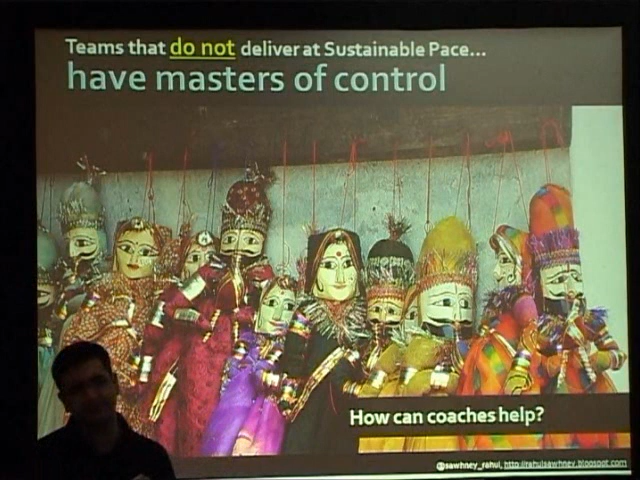 Teams that do not deliver at Sustainable Pace...
have masters of control
How can coaches help?
@sawhney_rahul, http://rahulsawhney.blogspot.com